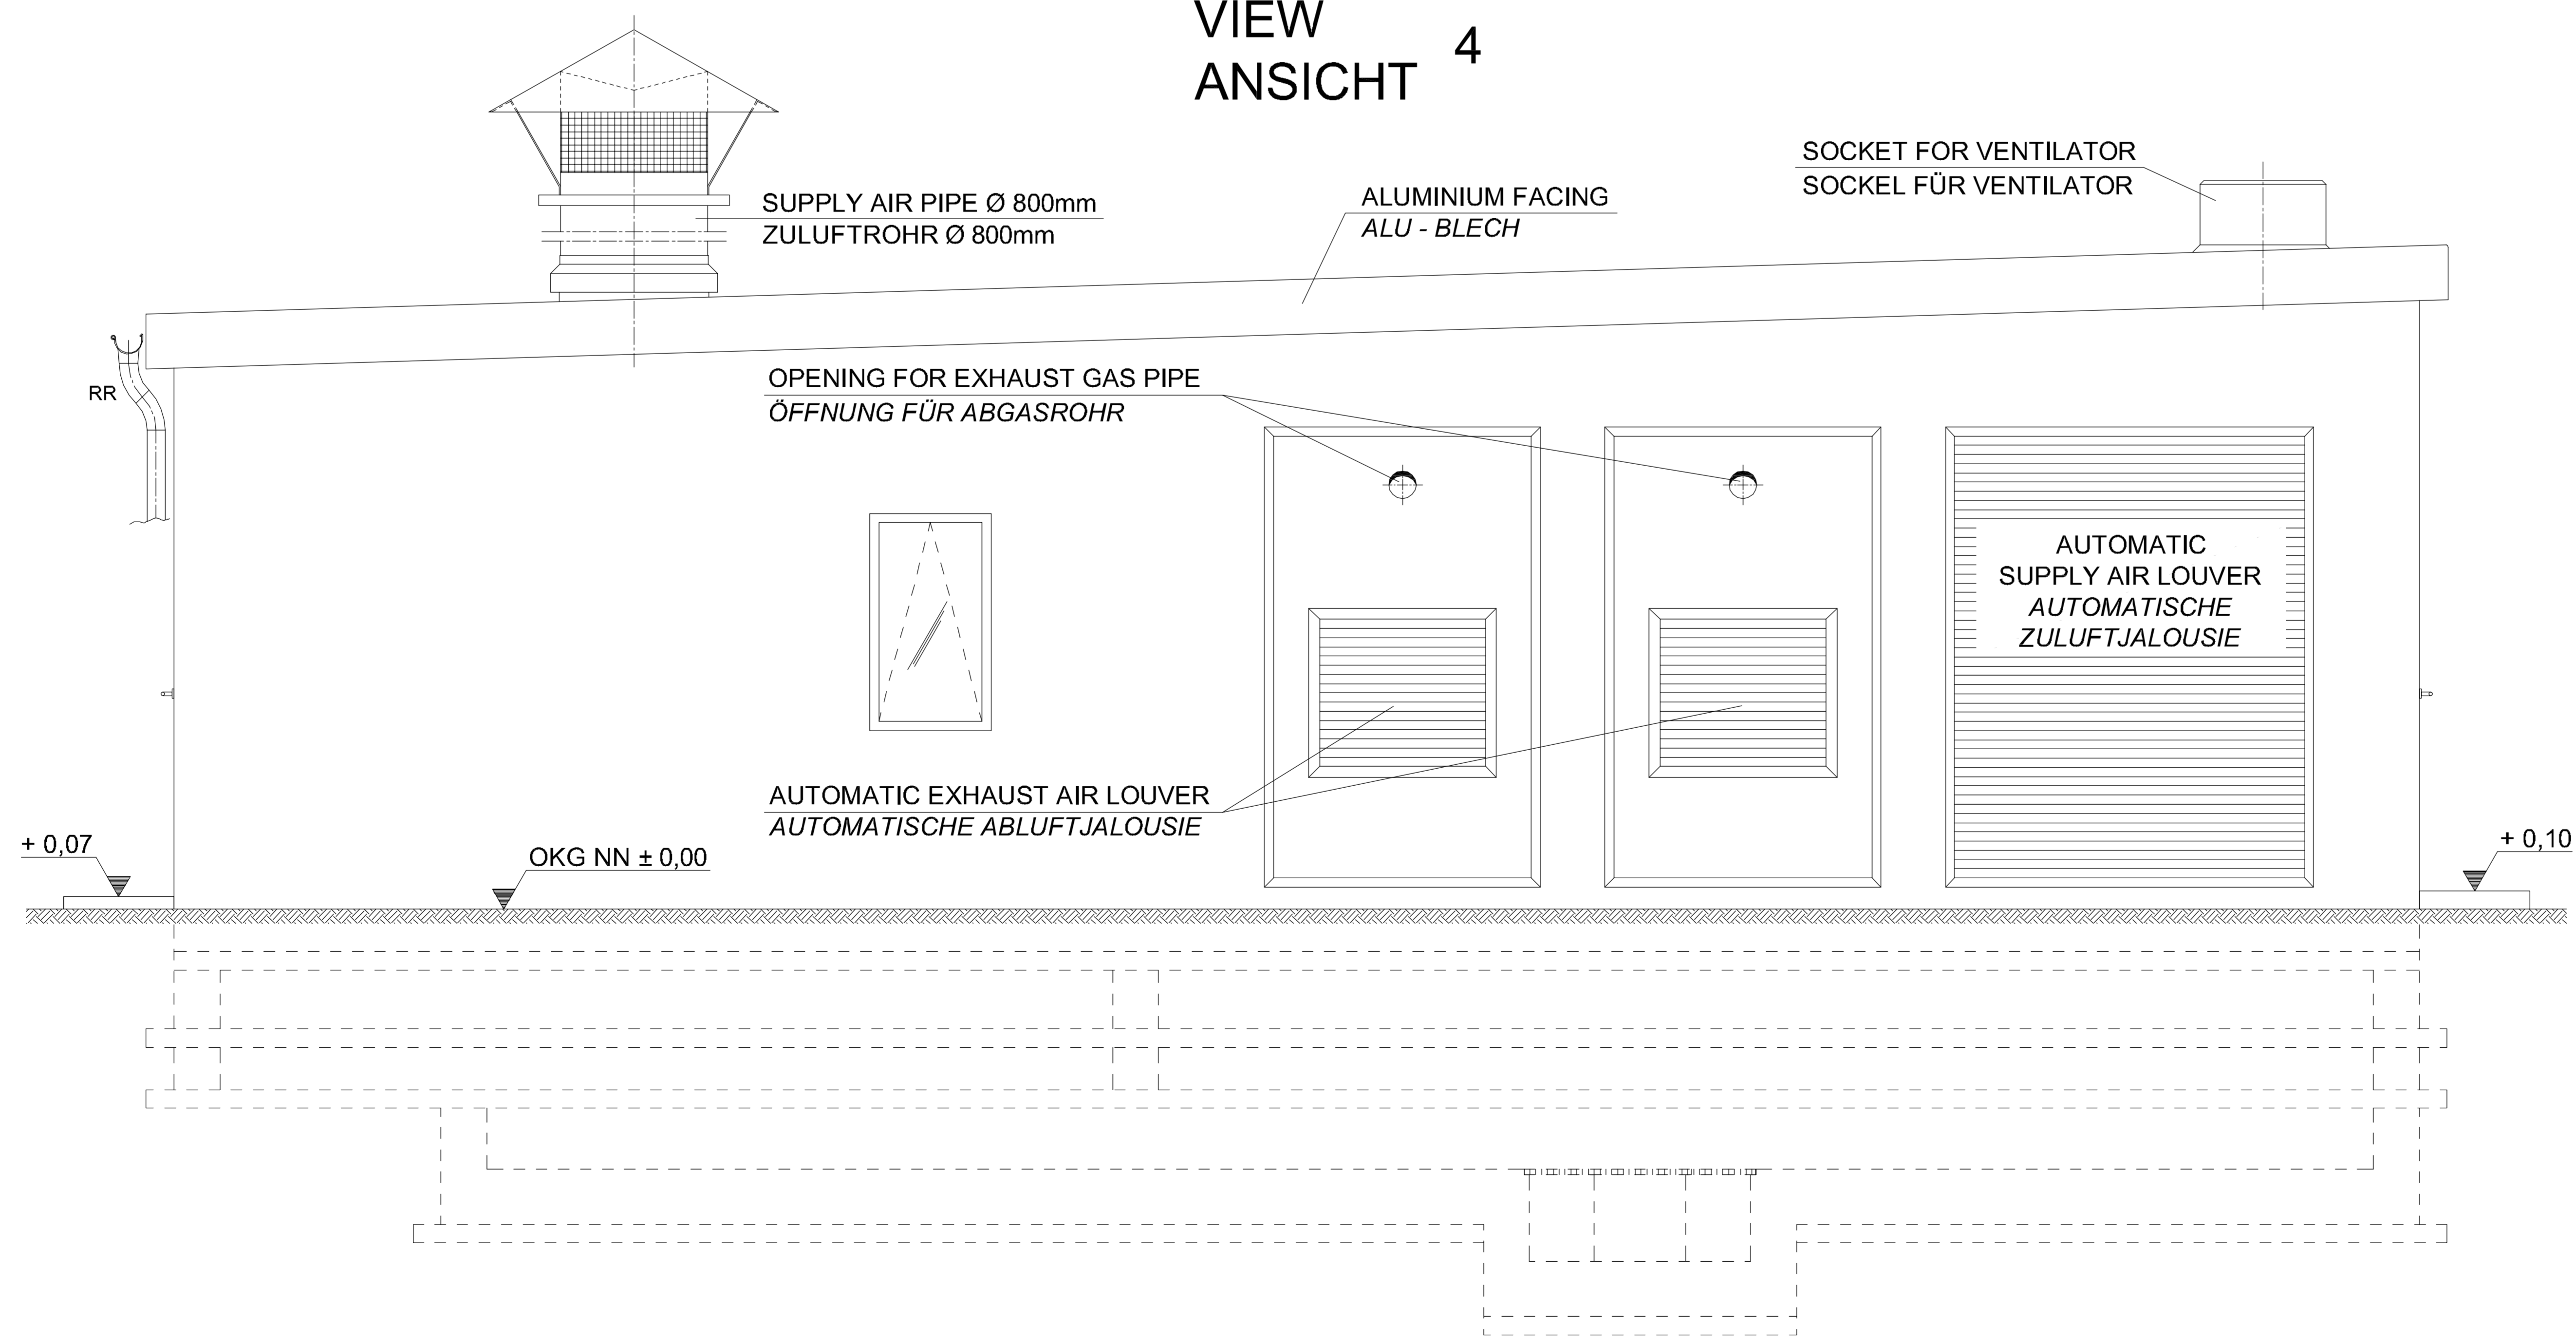 VIEW
ANSICHT 4
SOCKET FOR VENTILATOR
SOCKEL FÜR VENTILATOR
SUPPLY AIR PIPE Ø 800mm
ZULUFTROHR Ø 800mm
ALUMINIUM FACING
ALU - BLECH
RR
OPENING FOR EXHAUST GAS PIPE
ÖFFNUNG FÜR ABGASROHR
AUTOMATIC
SUPPLY AIR LOUVER
AUTOMATISCHE
ZULUFTJALOUSIE
AUTOMATIC EXHAUST AIR LOUVER
AUTOMATISCHE ABLUFTJALOUSIE
+ 0,07
OKG NN ± 0,00
+ 0,10